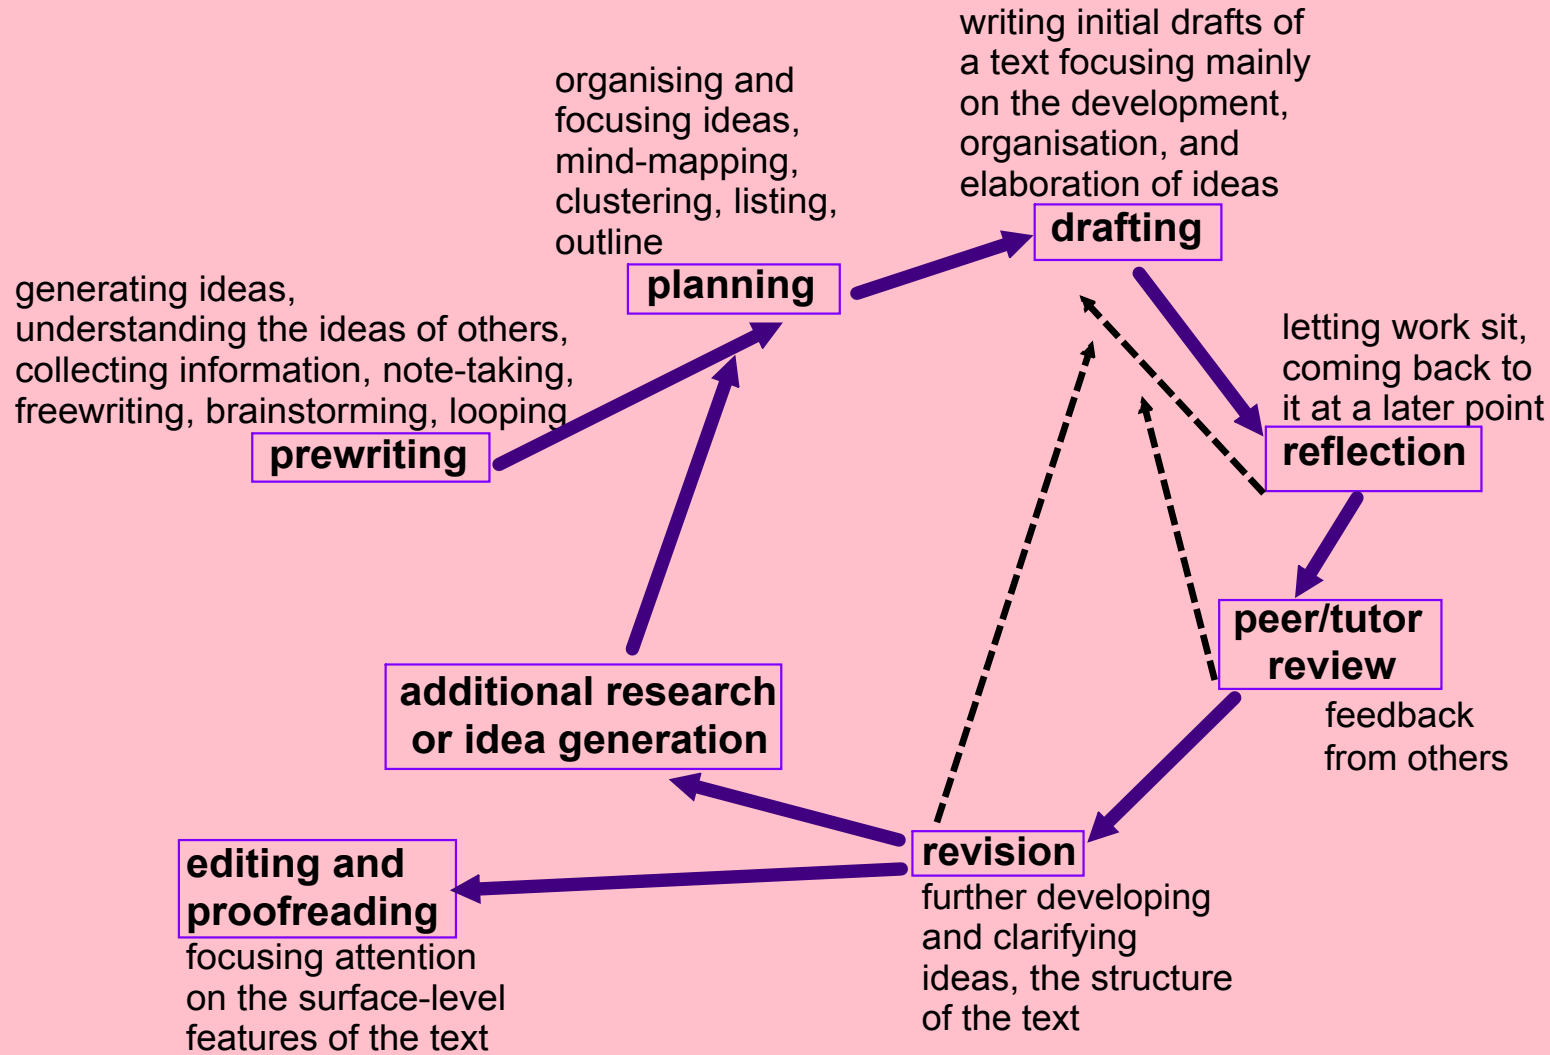 writing initial drafts of
a text focusing mainly
on the development,
organisation, and
elaboration of ideas
drafting
organising and
focusing ideas,
mind-mapping,
clustering, listing,
outline
planning
generating ideas,
understanding the ideas of others,
collecting information, note-taking,
freewriting, brainstorming, looping
prewriting
letting work sit,
coming back to
it at a later point
reflection
peer/tutor
review
feedback
from others
additional research
or idea generation
revision
further developing
and clarifying
ideas, the structure
of the text
editing and
proofreading
focusing attention
on the surface-level
features of the text